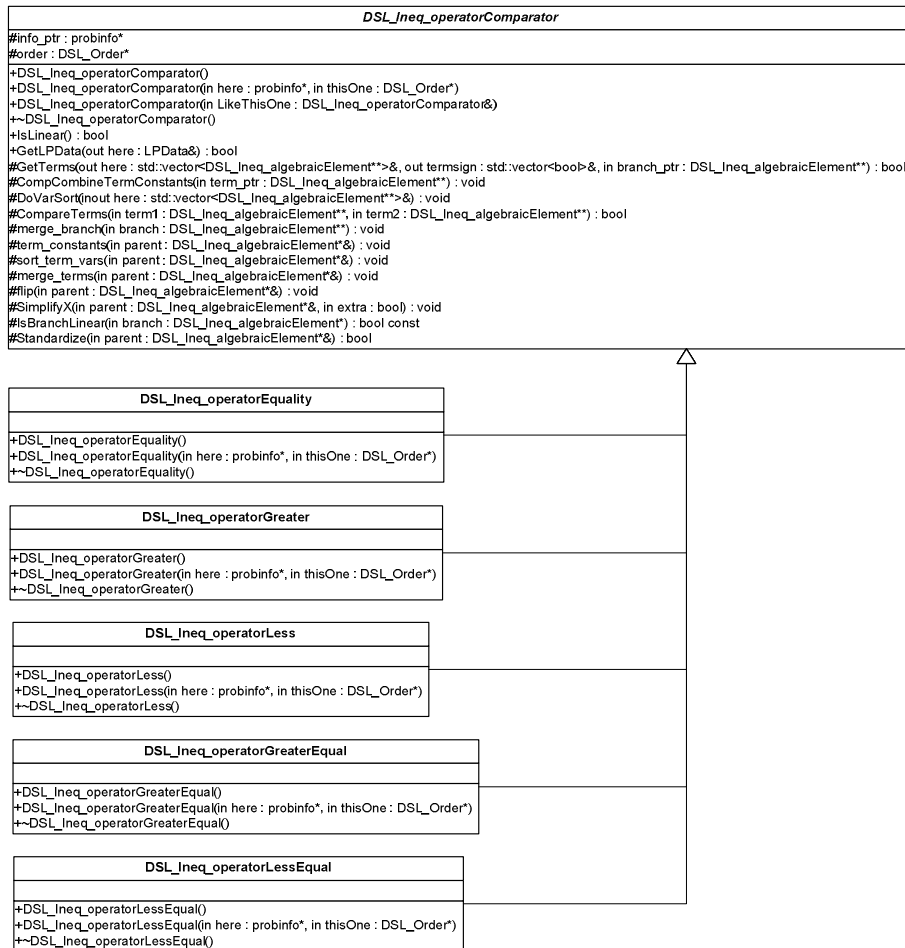 DSL_Ineq_operatorComparator
#info_ptr : probinfo*
#order : DSL_Order*
+DSL_Ineq_operatorComparator()
+DSL_Ineq_operatorComparator(in here : probinfo*, in thisOne : DSL_Order*)
+DSL_Ineq_operatorComparator(in LikeThisOne : DSL_Ineq_operatorComparator&)
+~DSL_Ineq_operatorComparator()
+IsLinear() : bool
+GetLPData(out here : LPData&) : bool
#GetTerms(out here : std::vector<DSL_Ineq_algebraicElement**>&, out termsign : std::vector<bool>&, in branch_ptr : DSL_Ineq_algebraicElement**) : bool
#CompCombineTermConstants(in term_ptr : DSL_Ineq_algebraicElement**) : void
#DoVarSort(inout here : std::vector<DSL_Ineq_algebraicElement**>&) : void
#CompareTerms(in term1 : DSL_Ineq_algebraicElement**, in term2 : DSL_Ineq_algebraicElement**) : bool
#merge_branch(in branch : DSL_Ineq_algebraicElement**) : void
#term_constants(in parent : DSL_Ineq_algebraicElement*&) : void
#sort_term_vars(in parent : DSL_Ineq_algebraicElement*&) : void
#merge_terms(in parent : DSL_Ineq_algebraicElement*&) : void
#flip(in parent : DSL_Ineq_algebraicElement*&) : void
#SimplifyX(in parent : DSL_Ineq_algebraicElement*&, in extra : bool) : void
#IsBranchLinear(in branch : DSL_Ineq_algebraicElement*) : bool const
#Standardize(in parent : DSL_Ineq_algebraicElement*&) : bool
DSL_Ineq_operatorEquality
+DSL_Ineq_operatorEquality()
+DSL_Ineq_operatorEquality(in here : probinfo*, in thisOne : DSL_Order*)
+~DSL_Ineq_operatorEquality()
DSL_Ineq_operatorGreater
+DSL_Ineq_operatorGreater()
+DSL_Ineq_operatorGreater(in here : probinfo*, in thisOne : DSL_Order*)
+~DSL_Ineq_operatorGreater()
DSL_Ineq_operatorLess
+DSL_Ineq_operatorLess()
+DSL_Ineq_operatorLess(in here : probinfo*, in thisOne : DSL_Order*)
+~DSL_Ineq_operatorLess()
DSL_Ineq_operatorGreaterEqual
+DSL_Ineq_operatorGreaterEqual()
+DSL_Ineq_operatorGreaterEqual(in here : probinfo*, in thisOne : DSL_Order*)
+~DSL_Ineq_operatorGreaterEqual()
DSL_Ineq_operatorLessEqual
+DSL_Ineq_operatorLessEqual()
+DSL_Ineq_operatorLessEqual(in here : probinfo*, in thisOne : DSL_Order*)
+~DSL_Ineq_operatorLessEqual()